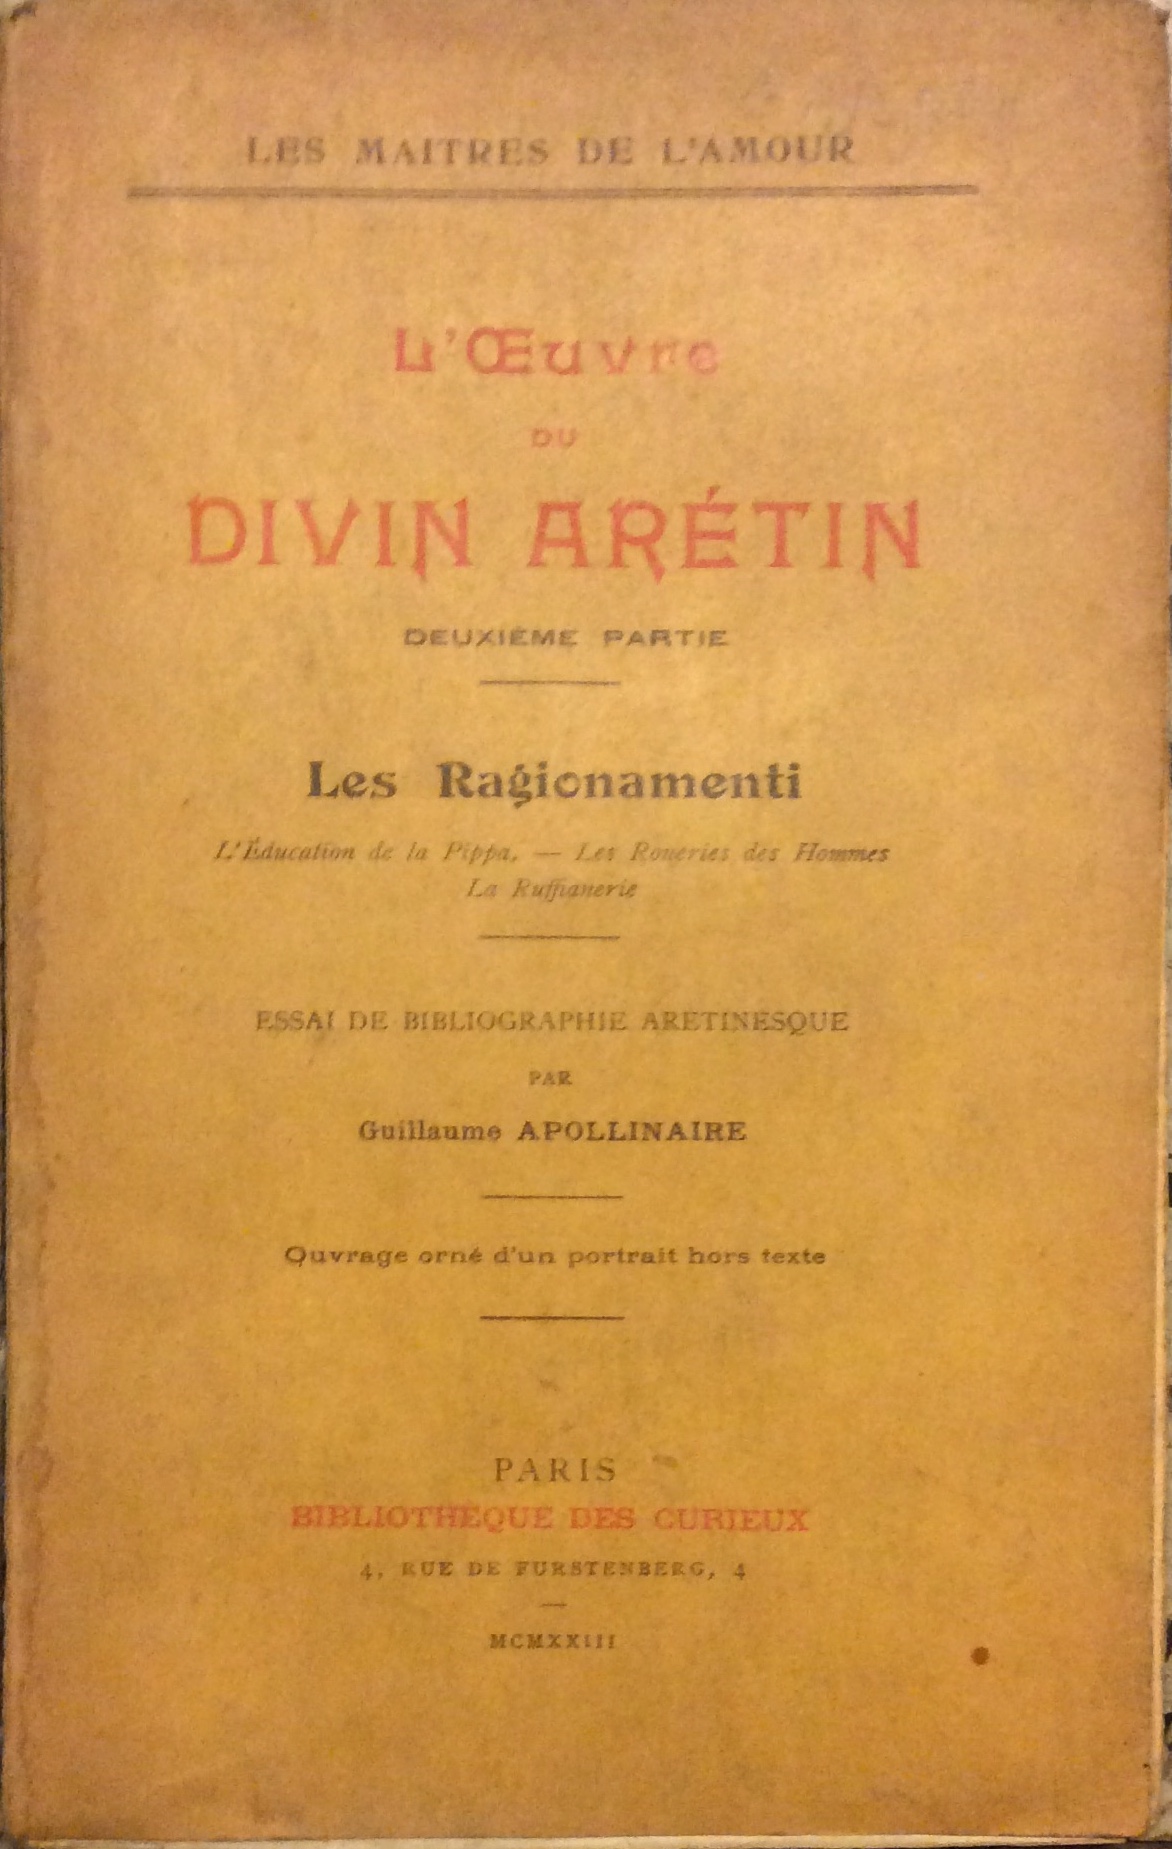 LES MAITRES DE L'AMOUR
L'Œuvre
DU
DIVIN ARÉTIN
DEUXIÈME PARTIE
Les Ragionamenti
L'Éducation de la Pippa. — Les Roueries des Hommes
La Ruffianerie
ESSAI DE BIBLIOGRAPHIE ARETINESQUE
PAR
Guillaume APOLLINAIRE
Ouvrage orné d'un portrait hors texte
PARIS
BIBLIOTHEQUE DES CURIEUX
4, RUE DE FURSTENBERG, 4
MCMXXIII